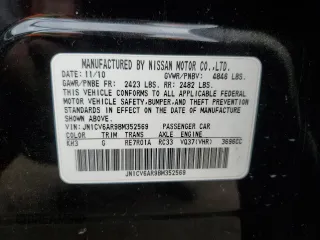 MANUFACTURED BY NISSAN MOTOR CO.,LTD.
DATE: 11/10 GVWR/PNBV: 4846 LBS.
GAWR/PNBE FR: 2423 LBS. RR: 2482 LBS.
THIS VEHICLE CONFORMS TO ALL APPLICABLE FEDERAL
MOTOR VEHICLE SAFETY, BUMPER, AND THEFT
PREVENTION STANDARDS IN EFFECT ON THE DATE OF
MANUFACTURE SHOWN ABOVE.
VIN: JN1CV6AR9BM352569 PASSENGER CAR
COLOR TRIM TRANS AXLE ENGINE
KH3 G RE7R01A RC33 VQ37(VHR) 3696CC
JN1CV6AR9BM352569